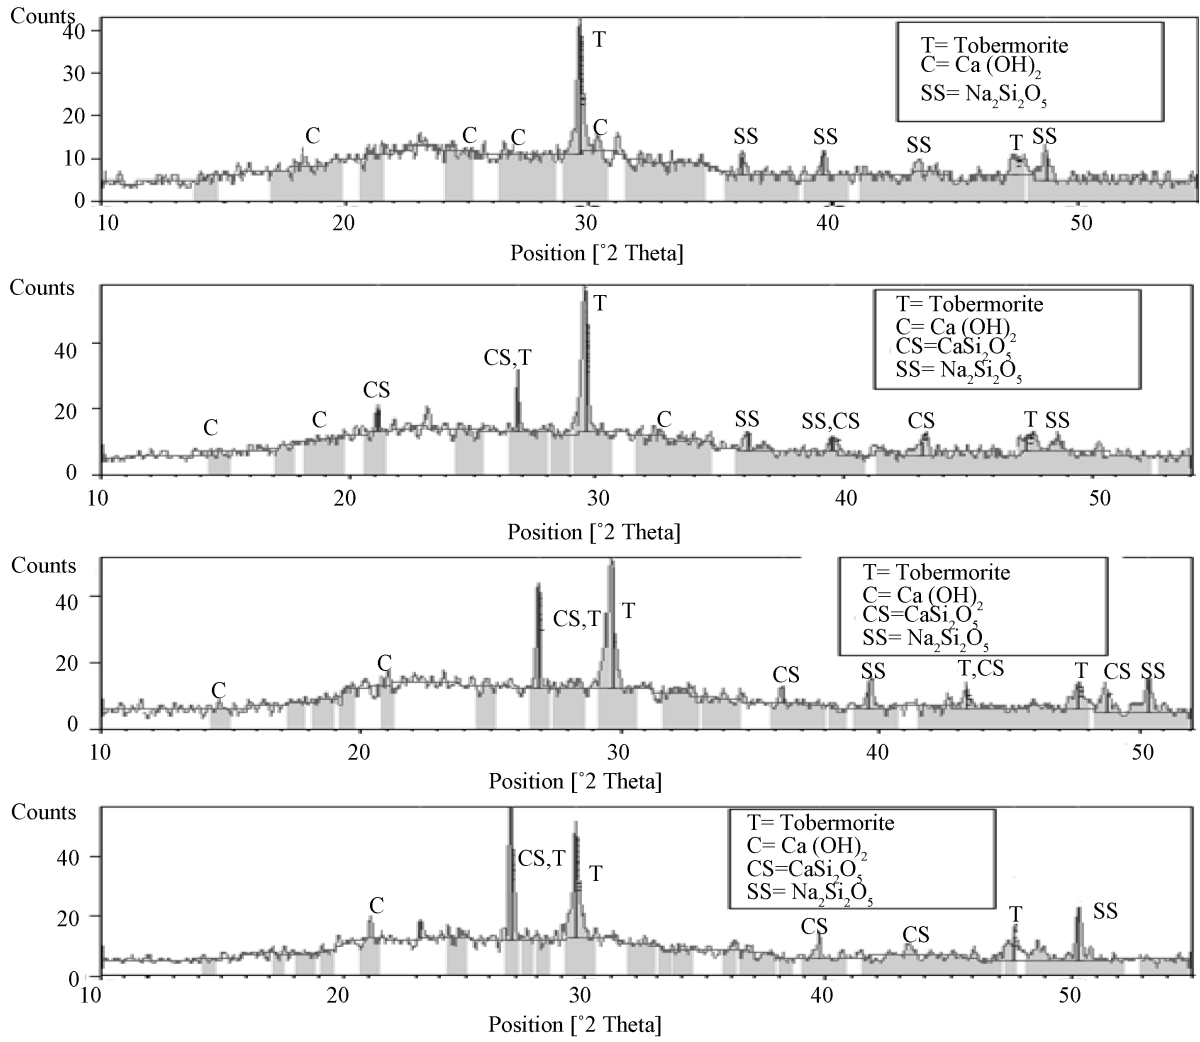 Counts
40
30
20
10
0
T
C
C
C
C
SS
SS
SS
T
SS
T= Tobermorite
C= Ca (OH)2
SS= Na2Si2O5
10
20
30
40
50
Position [˚2 Theta]
Counts
40
20
0
C
C
CS
CS,T
T
C
SS
SS,CS
CS
T
SS
T= Tobermorite
C= Ca (OH)2
CS=CaSi2O5
SS= Na2Si2O5
10
20
30
40
50
Position [˚2 Theta]
Counts
40
20
0
C
C
CS,T
T
CS
SS
T,CS
T
CS
SS
T= Tobermorite
C= Ca (OH)2
CS=CaSi2O5
SS= Na2Si2O5
10
20
30
40
50
Position [˚2 Theta]
Counts
40
20
0
C
CS,T
T
CS
CS
T
SS
T= Tobermorite
C= Ca (OH)2
CS=CaSi2O5
SS= Na2Si2O5
10
20
30
40
50
Position [˚2 Theta]